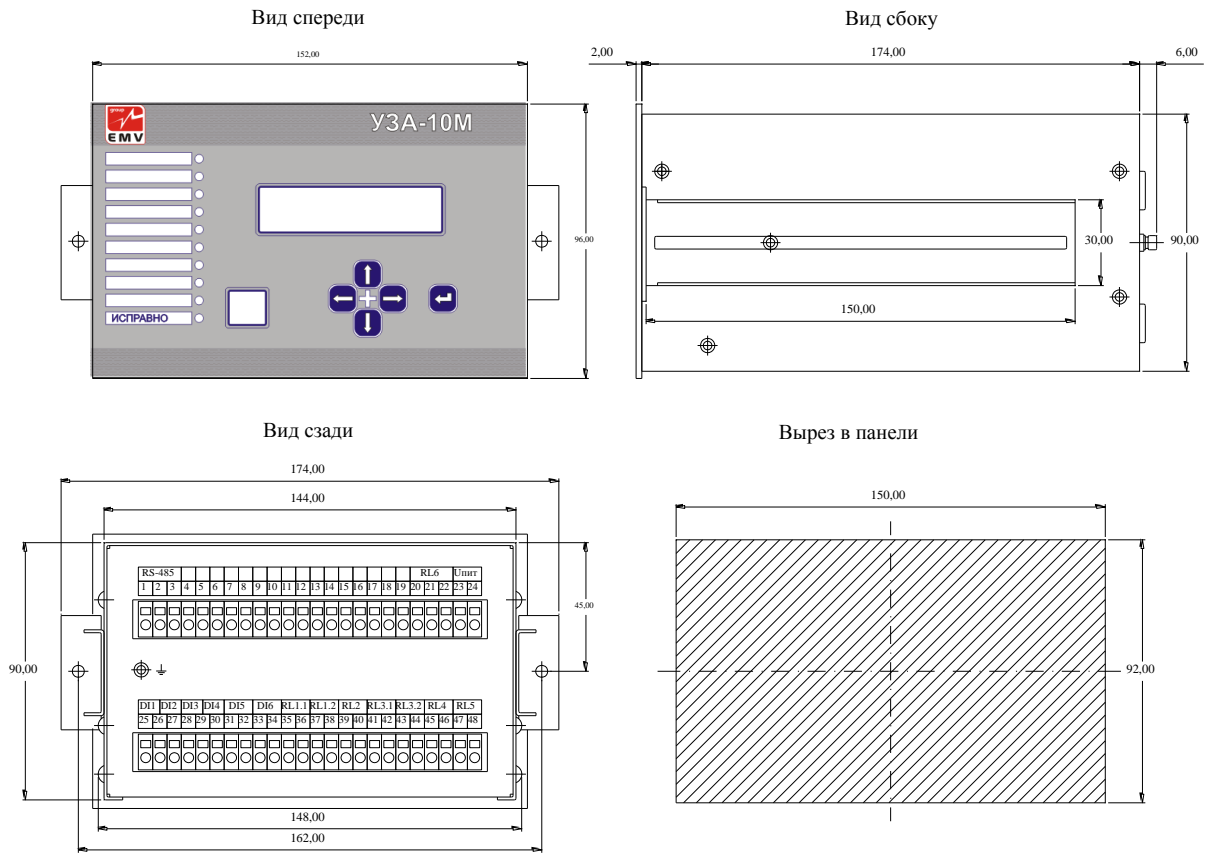 Вид спереди
Вид сбоку
152,00
2,00
174,00
6,00
group
EMV
УЗА-10М
96,00
30,00
90,00
150,00
ИСПРАВНО
Вид сзади
Вырез в панели
174,00
144,00
150,00
RS-485 RL6 Uпит
1 2 3 4 5 6 7 8 9 10 11 12 13 14 15 16 17 18 19 20 21 22 23 24
45,00
90,00
92,00
DI1 DI2 DI3 DI4 DI5 DI6 RL1.1 RL1.2 RL2 RL3.1 RL3.2 RL4 RL5
25 26 27 28 29 30 31 32 33 34 35 36 37 38 39 40 41 42 43 44 45 46 47 48
148,00
162,00